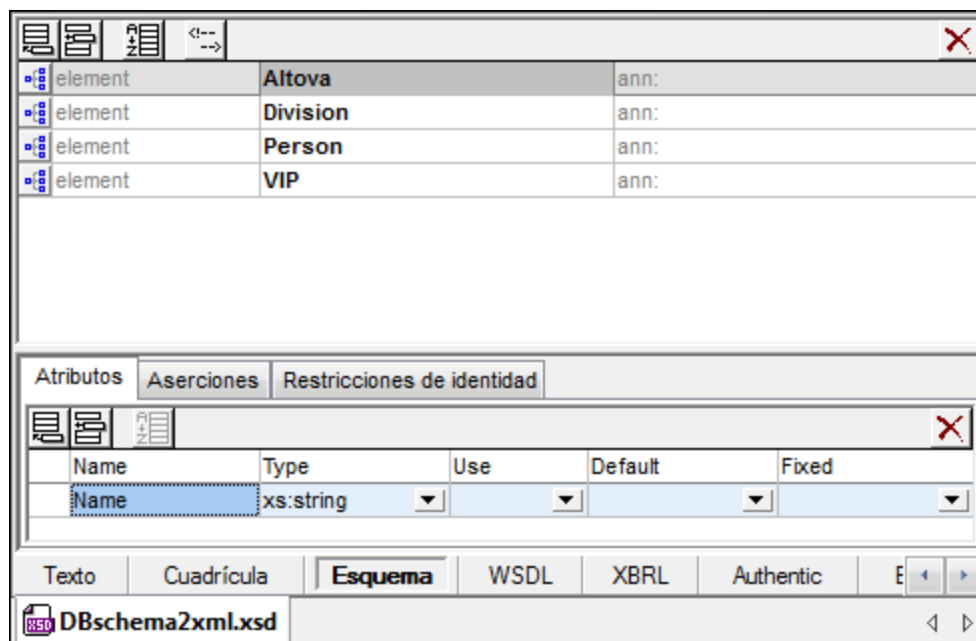 element Altova ann:
element Division ann:
element Person ann:
element VIP ann:
Atributos Aserciones Restricciones de identidad
Name Type Use Default Fixed
Name xs:string
Texto Cuadrícula Esquema WSDL XBRL Authentic
DBschema2xml.xsd